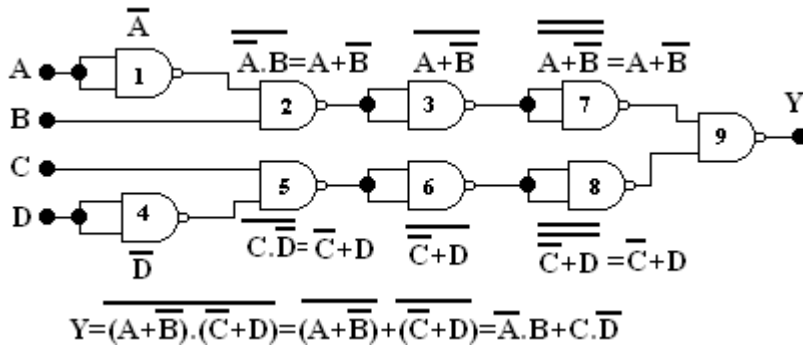 A̅ A̅.B̅=A+B̅ A+B̅ A+B̅=A+B̅
A 1 2 3 7 Y
B 9
C 5 6 8
D 4
D̅ C.D̅=C̅+D C̅+D C̅+D=C̅+D
Y=(A+B̅).(C̅+D)=(A+B̅)+(C̅+D)=A̅.B+C.D̅